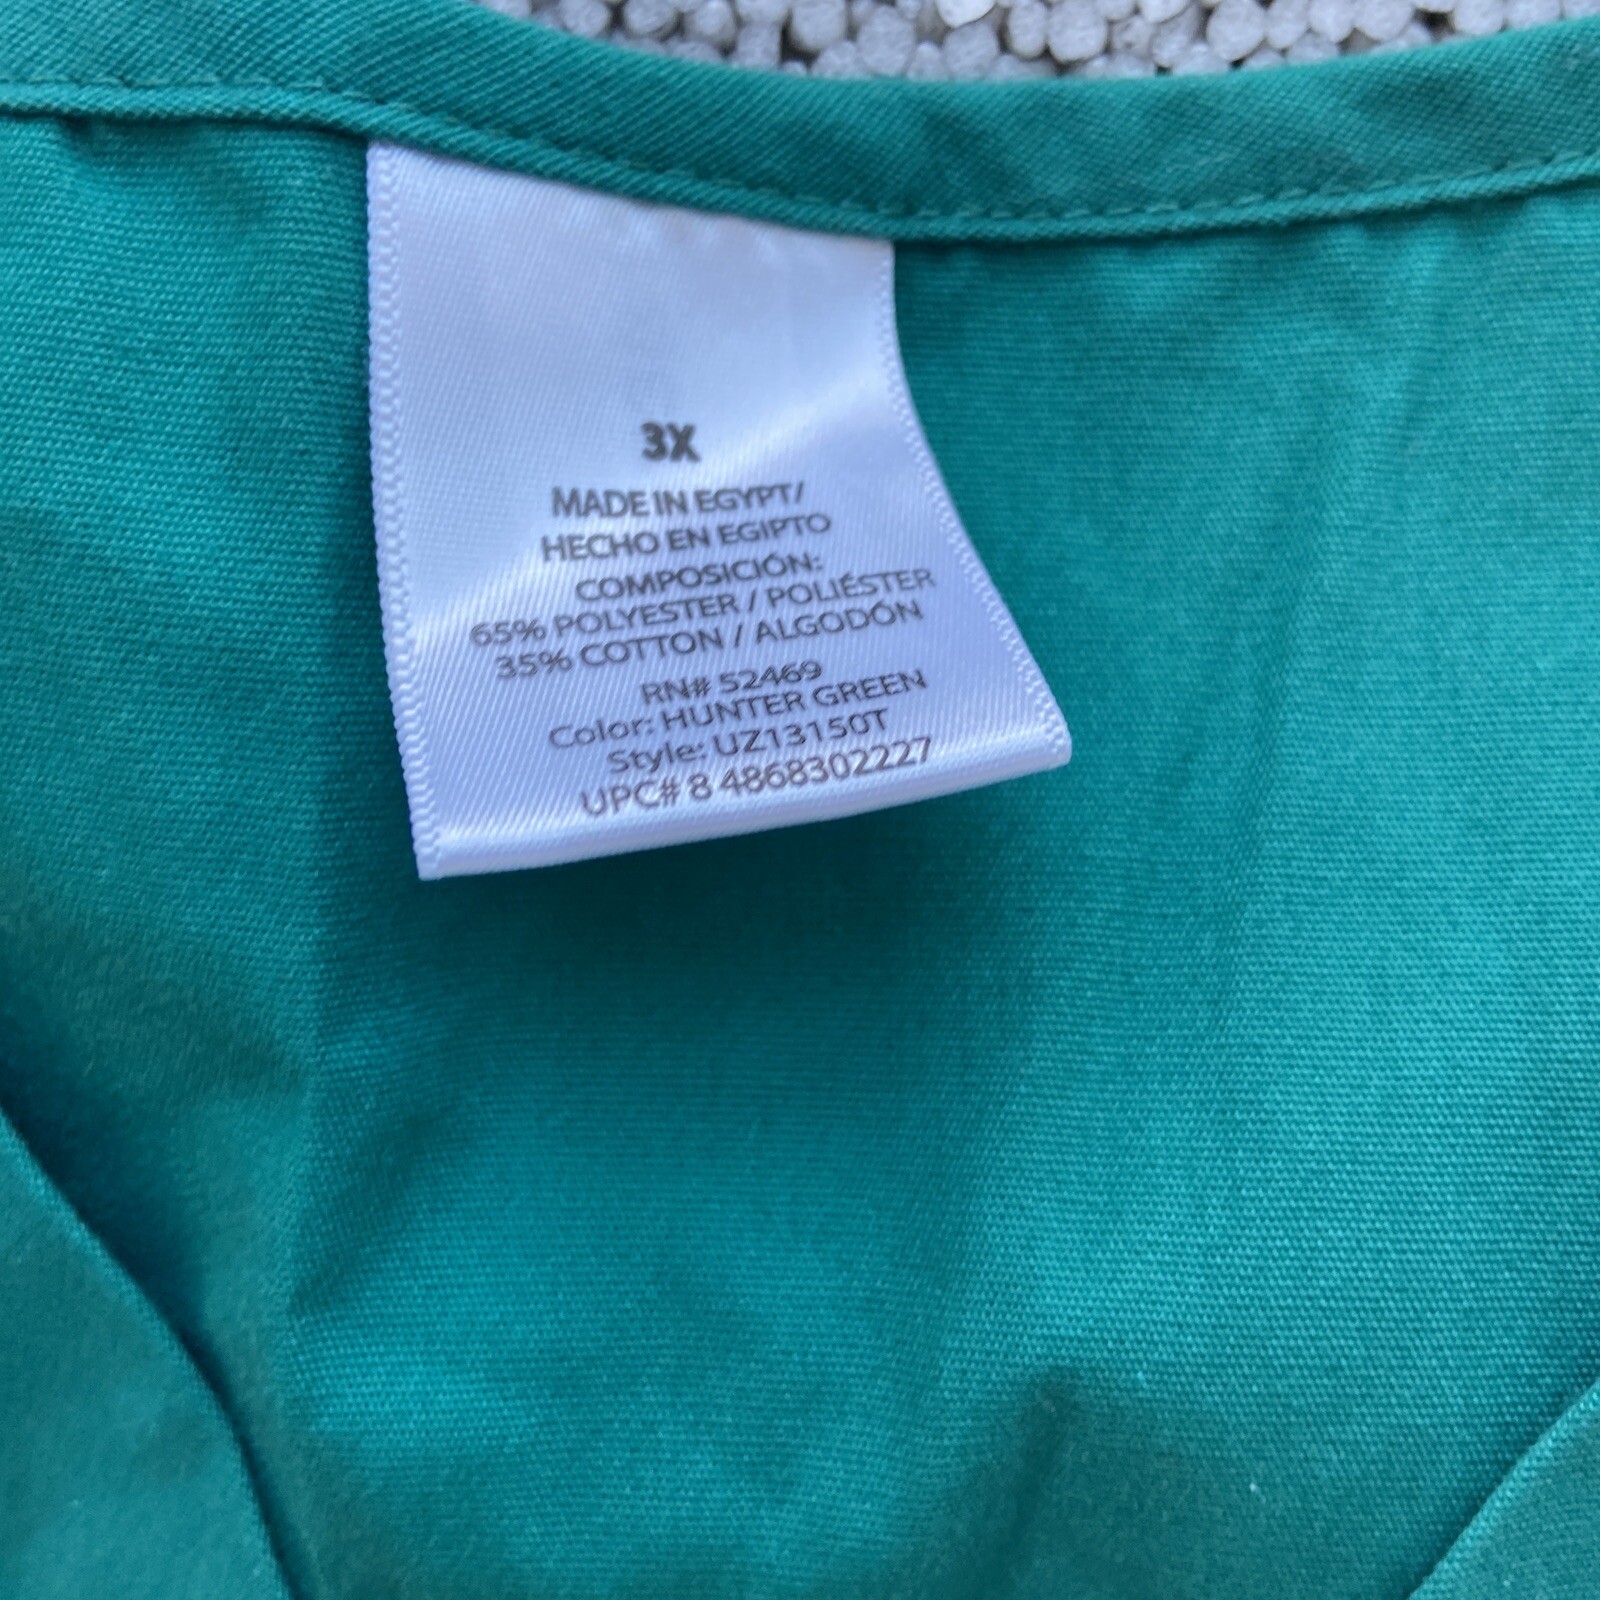 3X
MADE IN EGYPT/
HECHO EN EGIPTO
COMPOSICIÓN:
65% POLYESTER / POLIÉSTER
35% COTTON / ALGODÓN
RN# 52469
Color: HUNTER GREEN
Style: UZ13150T
UPC# 8 4868302227